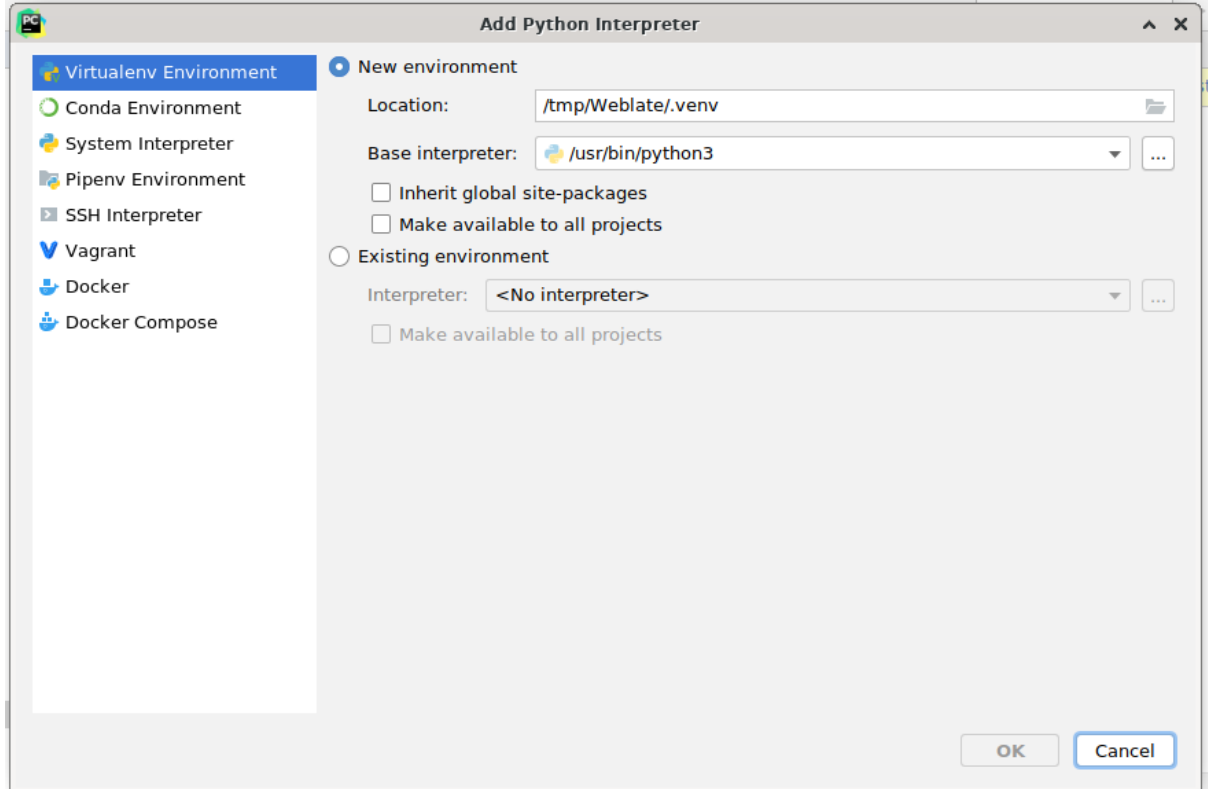 PC
Add Python Interpreter
Virtualenv Environment
Conda Environment
System Interpreter
Pipenv Environment
SSH Interpreter
Vagrant
Docker
Docker Compose
New environment
Location: /tmp/Weblate/.venv
Base interpreter: /usr/bin/python3 ...
Inherit global site-packages
Make available to all projects
Existing environment
Interpreter: <No interpreter> ...
Make available to all projects
OK Cancel